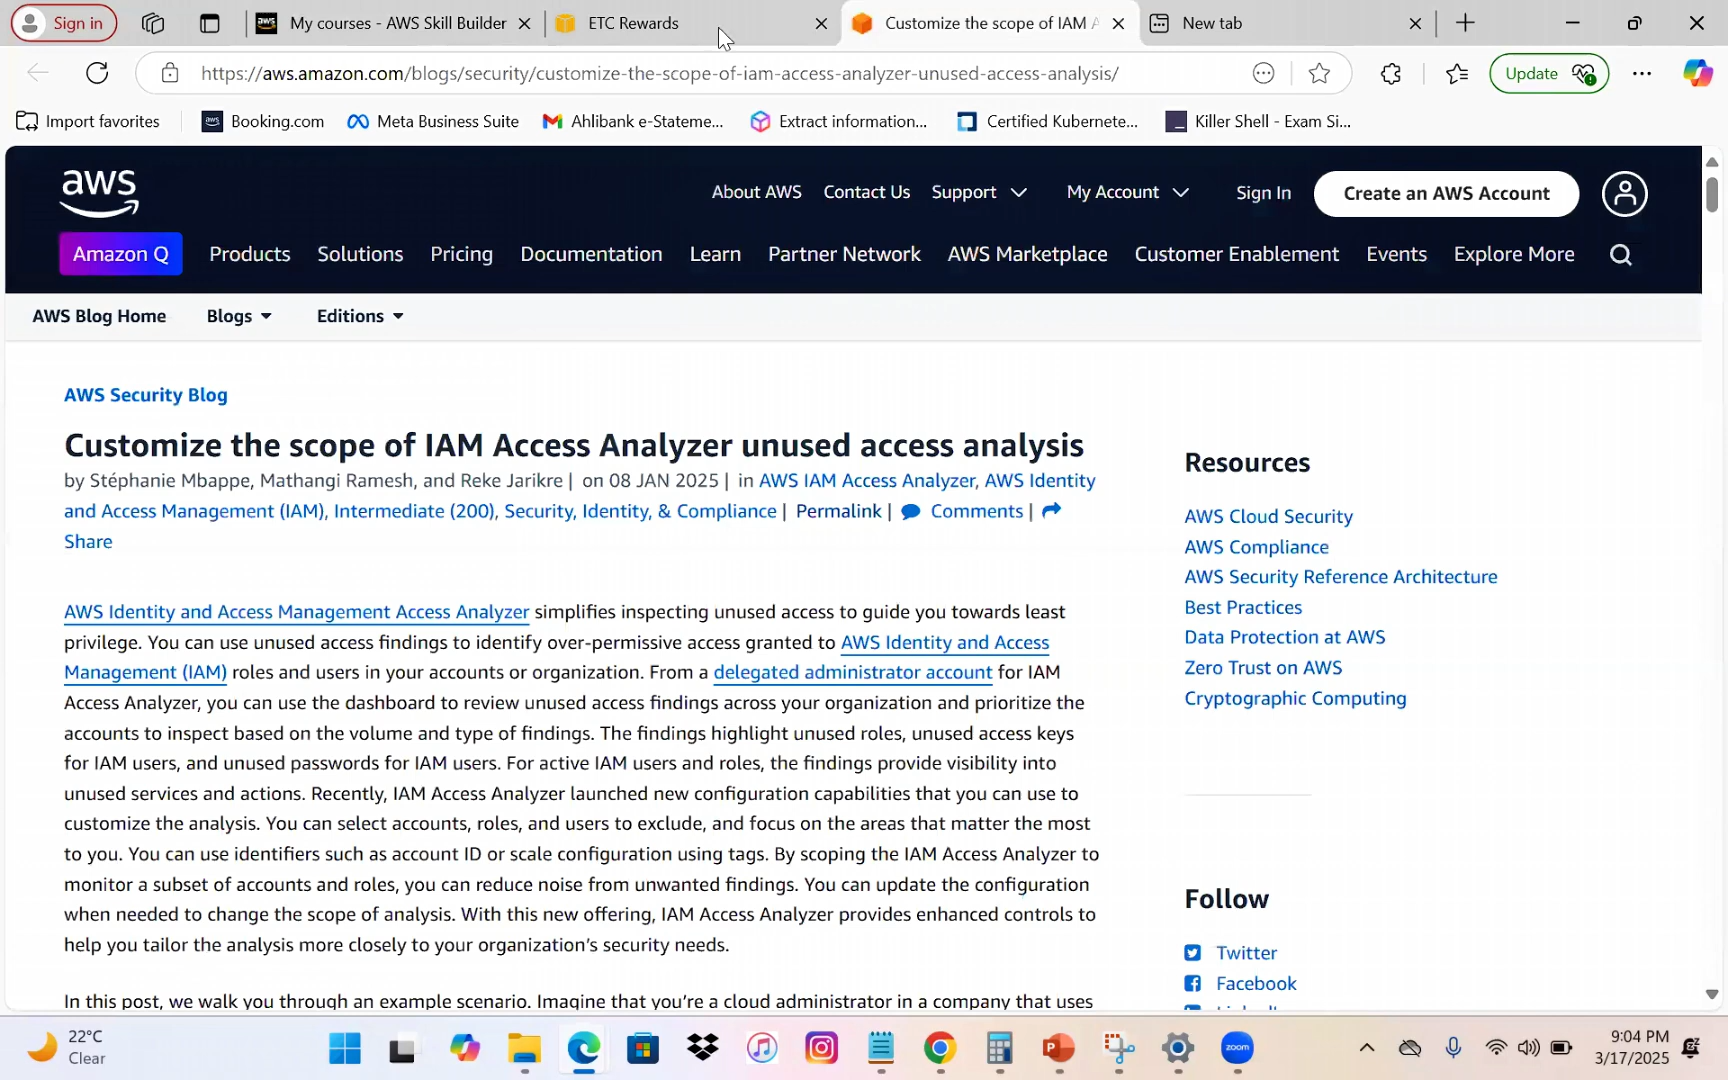 Sign in
My courses - AWS Skill Builder
ETC Rewards
Customize the scope of IAM A
New tab
https://aws.amazon.com/blogs/security/customize-the-scope-of-iam-access-analyzer-unused-access-analysis/
Update
Import favorites
aws Booking.com
Meta Business Suite
Ahlibank e-Stateme...
Extract information...
Certified Kubernete...
Killer Shell - Exam Si...
aws
About AWS
Contact Us
Support
My Account
Sign In
Create an AWS Account
Amazon Q
Products
Solutions
Pricing
Documentation
Learn
Partner Network
AWS Marketplace
Customer Enablement
Events
Explore More
AWS Blog Home
Blogs
Editions
AWS Security Blog
Customize the scope of IAM Access Analyzer unused access analysis
by Stéphanie Mbappe, Mathangi Ramesh, and Reke Jarikre | on 08 JAN 2025 | in AWS IAM Access Analyzer, AWS Identity
and Access Management (IAM), Intermediate (200), Security, Identity, & Compliance | Permalink | Comments |
Share
AWS Identity and Access Management Access Analyzer simplifies inspecting unused access to guide you towards least
privilege. You can use unused access findings to identify over-permissive access granted to AWS Identity and Access
Management (IAM) roles and users in your accounts or organization. From a delegated administrator account for IAM
Access Analyzer, you can use the dashboard to review unused access findings across your organization and prioritize the
accounts to inspect based on the volume and type of findings. The findings highlight unused roles, unused access keys
for IAM users, and unused passwords for IAM users. For active IAM users and roles, the findings provide visibility into
unused services and actions. Recently, IAM Access Analyzer launched new configuration capabilities that you can use to
customize the analysis. You can select accounts, roles, and users to exclude, and focus on the areas that matter the most
to you. You can use identifiers such as account ID or scale configuration using tags. By scoping the IAM Access Analyzer to
monitor a subset of accounts and roles, you can reduce noise from unwanted findings. You can update the configuration
when needed to change the scope of analysis. With this new offering, IAM Access Analyzer provides enhanced controls to
help you tailor the analysis more closely to your organization's security needs.
In this post, we walk you through an example scenario. Imagine that you're a cloud administrator in a company that uses
Resources
AWS Cloud Security
AWS Compliance
AWS Security Reference Architecture
Best Practices
Data Protection at AWS
Zero Trust on AWS
Cryptographic Computing
Follow
Twitter
Facebook
22°C
Clear
zoom
9:04 PM
3/17/2025